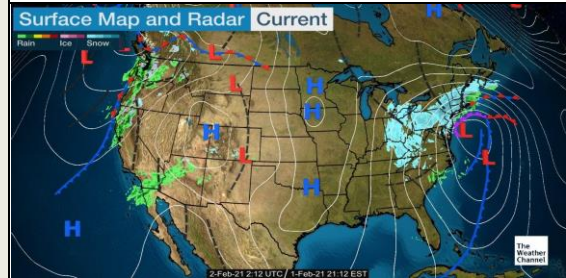 Surface Map and Radar Current
Rain Ice Snow
H
H
L
L
L
H
H
H
L
L
L
H
H
2-Feb-21 2:12 UTC / 1-Feb-21 21:12 EST
The
Weather
Channel